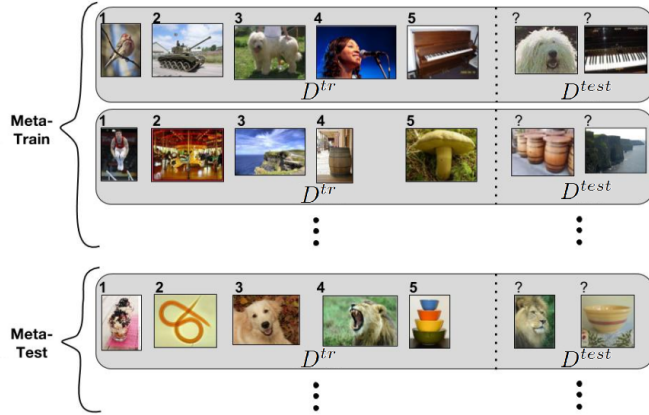 1 2 3 4 5 ? ?
Meta-
Train
D^{tr} D^{test}
1 2 3 4 5 ? ?
D^{tr} D^{test}
1 2 3 4 5 ? ?
Meta-
Test
D^{tr} D^{test}